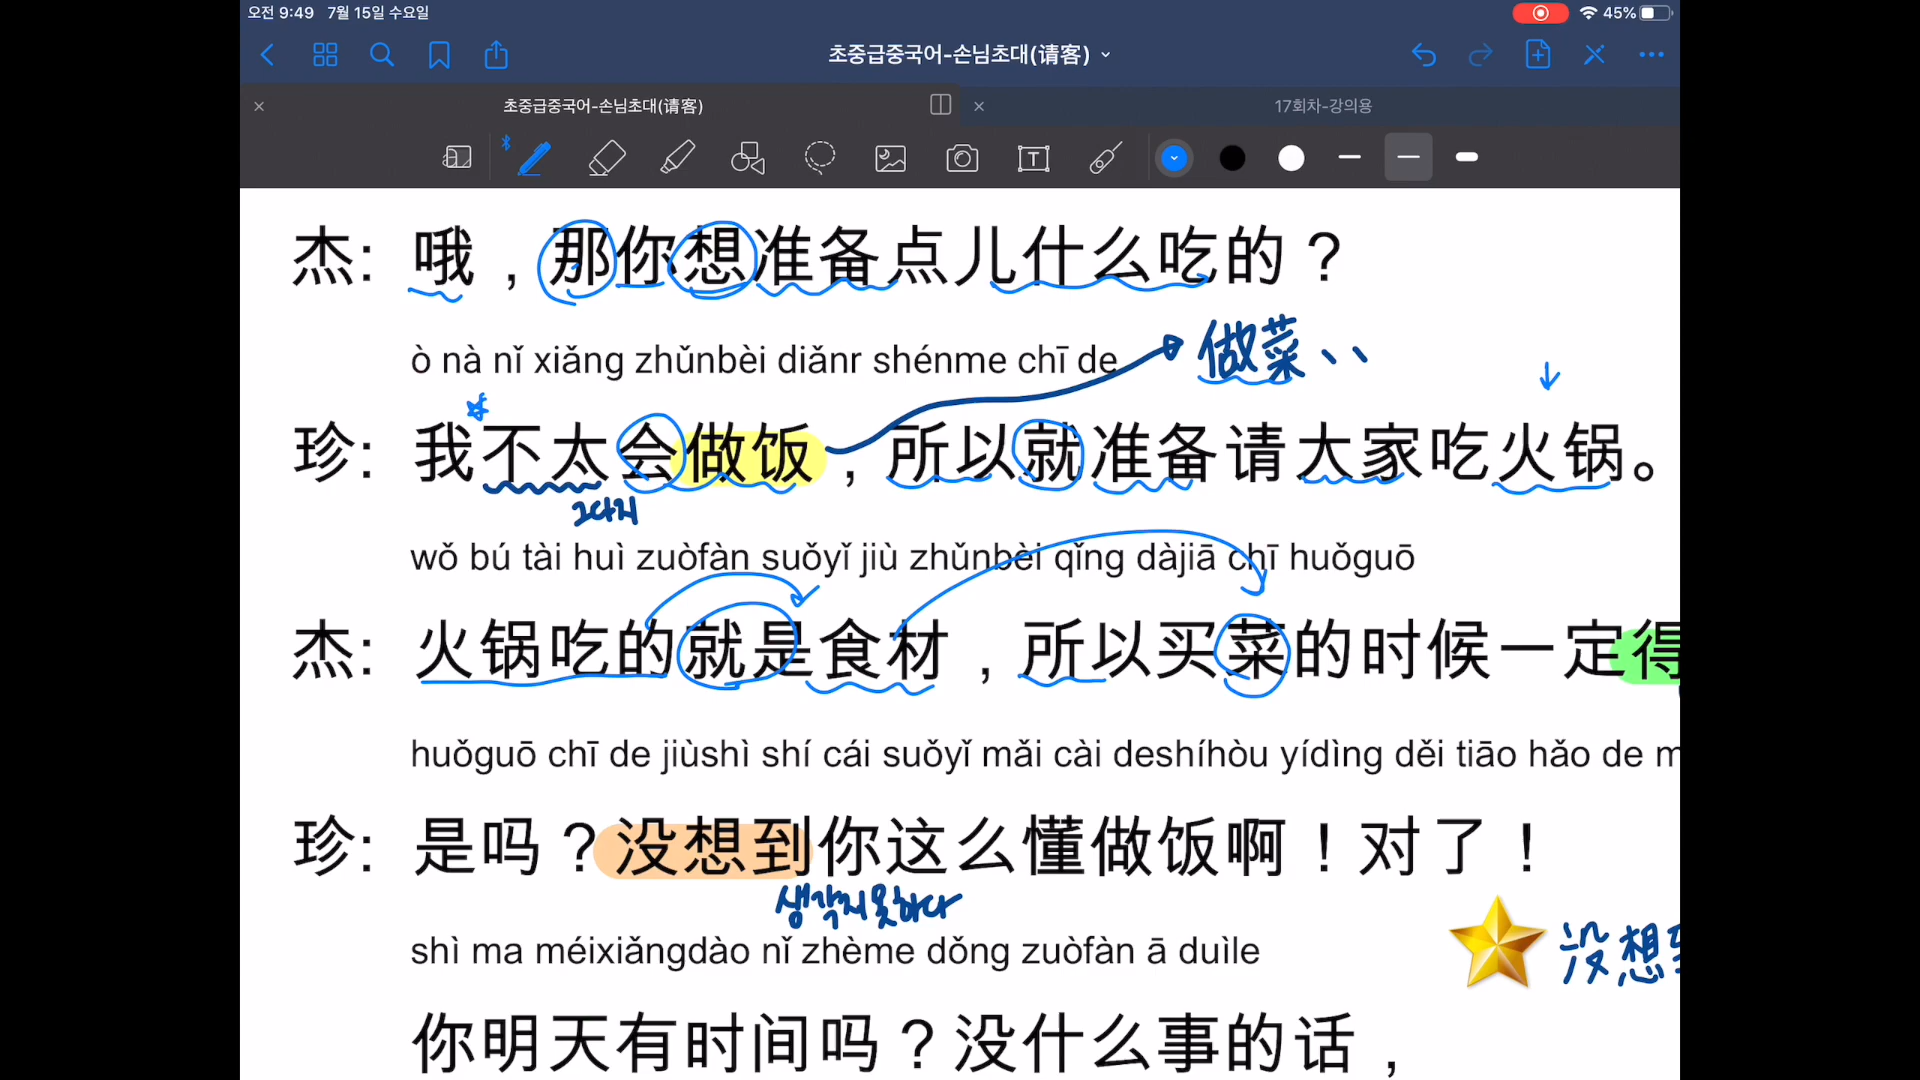 오전 9:49 7월 15일 수요일
45%
초중급중국어-손님초대(请客)
초중급중국어-손님초대(请客)
17회차-강의용
杰: 哦，那你想准备点儿什么吃的？
ò nà nǐ xiǎng zhǔnbèi diǎnr shénme chī de
做菜
珍: 我不太会做饭，所以就准备请大家吃火锅。
그다지
wǒ bú tài huì zuòfàn suǒyǐ jiù zhǔnbèi qǐng dàjiā chī huǒguō
杰: 火锅吃的就是食材，所以买菜的时候一定得
huǒguō chī de jiùshì shí cái suǒyǐ mǎi cài deshíhòu yídìng děi tiāo hǎo de m
珍: 是吗？没想到你这么懂做饭啊！对了！
생각지못하다
shì ma méixiǎngdào nǐ zhème dǒng zuòfàn ā duìle
没想
你明天有时间吗？没什么事的话，